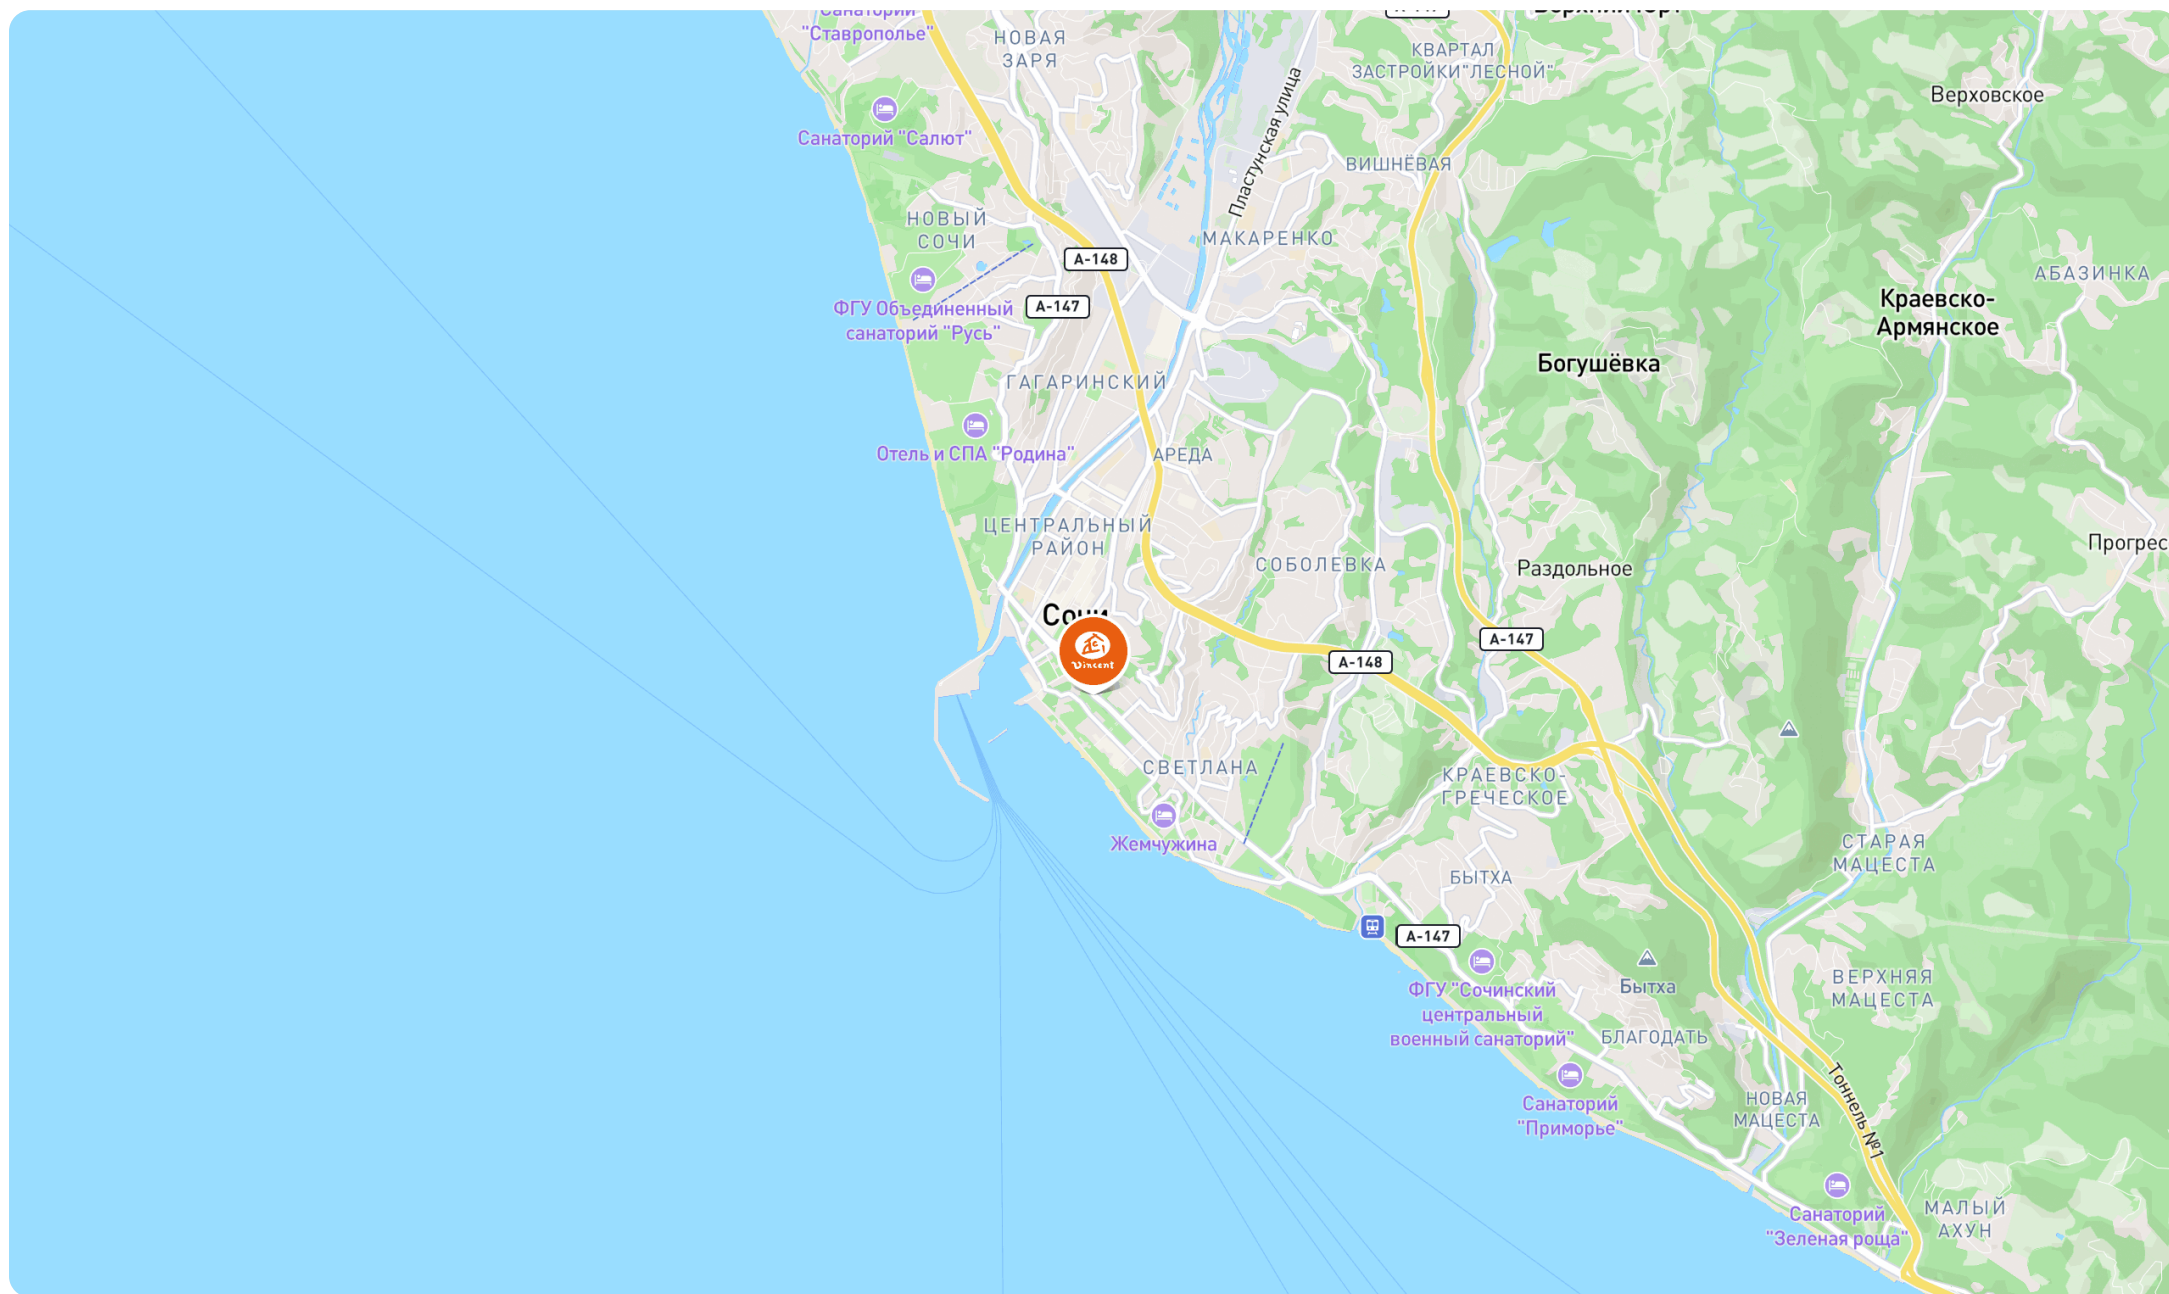 Санаторий
"Ставрополье"
НОВАЯ
ЗАРЯ
КВАРТАЛ
ЗАСТРОЙКИ"ЛЕСНОЙ"
Верховское
Санаторий "Салют"
Пластунская улица
ВИШНЁВАЯ
НОВЫЙ
СОЧИ
МАКАРЕНКО
А-148
АБАЗИНКА
ФГУ Объединенный
санаторий "Русь"
А-147
Краевско-
Армянское
Богушёвка
ГАГАРИНСКИЙ
Отель и СПА "Родина"
АРЕДА
ЦЕНТРАЛЬНЫЙ
РАЙОН
СОБОЛЕВКА
Раздольное
Прогрес
Сочи
Vincent
А-147
А-148
СВЕТЛАНА
КРАЕВСКО-
ГРЕЧЕСКОЕ
Жемчужина
СТАРАЯ
МАЦЕСТА
БЫТХА
А-147
ФГУ "Сочинский
центральный
военный санаторий"
Бытха
ВЕРХНЯЯ
МАЦЕСТА
БЛАГОДАТЬ
Санаторий
"Приморье"
НОВАЯ
МАЦЕСТА
Тоннель №1
Санаторий
"Зеленая роща"
МАЛЫЙ
АХУН